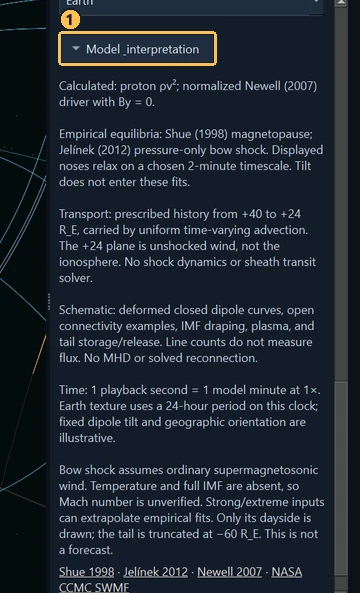 Earth
1
Model _interpretation
Calculated: proton ρv²; normalized Newell (2007)
driver with By = 0.
Empirical equilibria: Shue (1998) magnetopause;
Jelínek (2012) pressure-only bow shock. Displayed
noses relax on a chosen 2-minute timescale. Tilt
does not enter these fits.
Transport: prescribed history from +40 to +24
R_E, carried by uniform time-varying advection.
The +24 plane is unshocked wind, not the
ionosphere. No shock dynamics or sheath transit
solver.
Schematic: deformed closed dipole curves, open
connectivity examples, IMF draping, plasma, and
tail storage/release. Line counts do not measure
flux. No MHD or solved reconnection.
Time: 1 playback second = 1 model minute at 1×.
Earth texture uses a 24-hour period on this clock;
fixed dipole tilt and geographic orientation are
illustrative.
Bow shock assumes ordinary supermagnetosonic
wind. Temperature and full IMF are absent, so
Mach number is unverified. Strong/extreme inputs
can extrapolate empirical fits. Only its dayside is
drawn; the tail is truncated at −60 R_E. This is not
a forecast.
Shue 1998 · Jelínek 2012 · Newell 2007 · NASA
CCMC SWMF